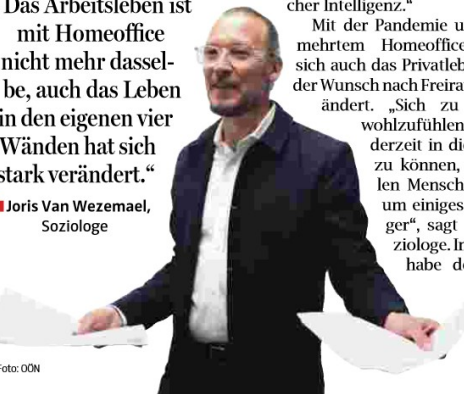 Das Arbeitsleben ist
mit Homeoffice
nicht mehr dassel-
be, auch das Leben
in den eigenen vier
Wänden hat sich
stark verändert.“
Joris Van Wezemael,
Soziologe
Foto: OÖN
cher Intelligenz.“
Mit der Pandemie u
mehrtem Homeoffice
sich auch das Privatleb
der Wunsch nach Freirau
ändert. „Sich zu
wohlzufühlen
derzeit in die
zu können,
len Mensch
um einiges
ger“, sagt
ziologe. In
habe de